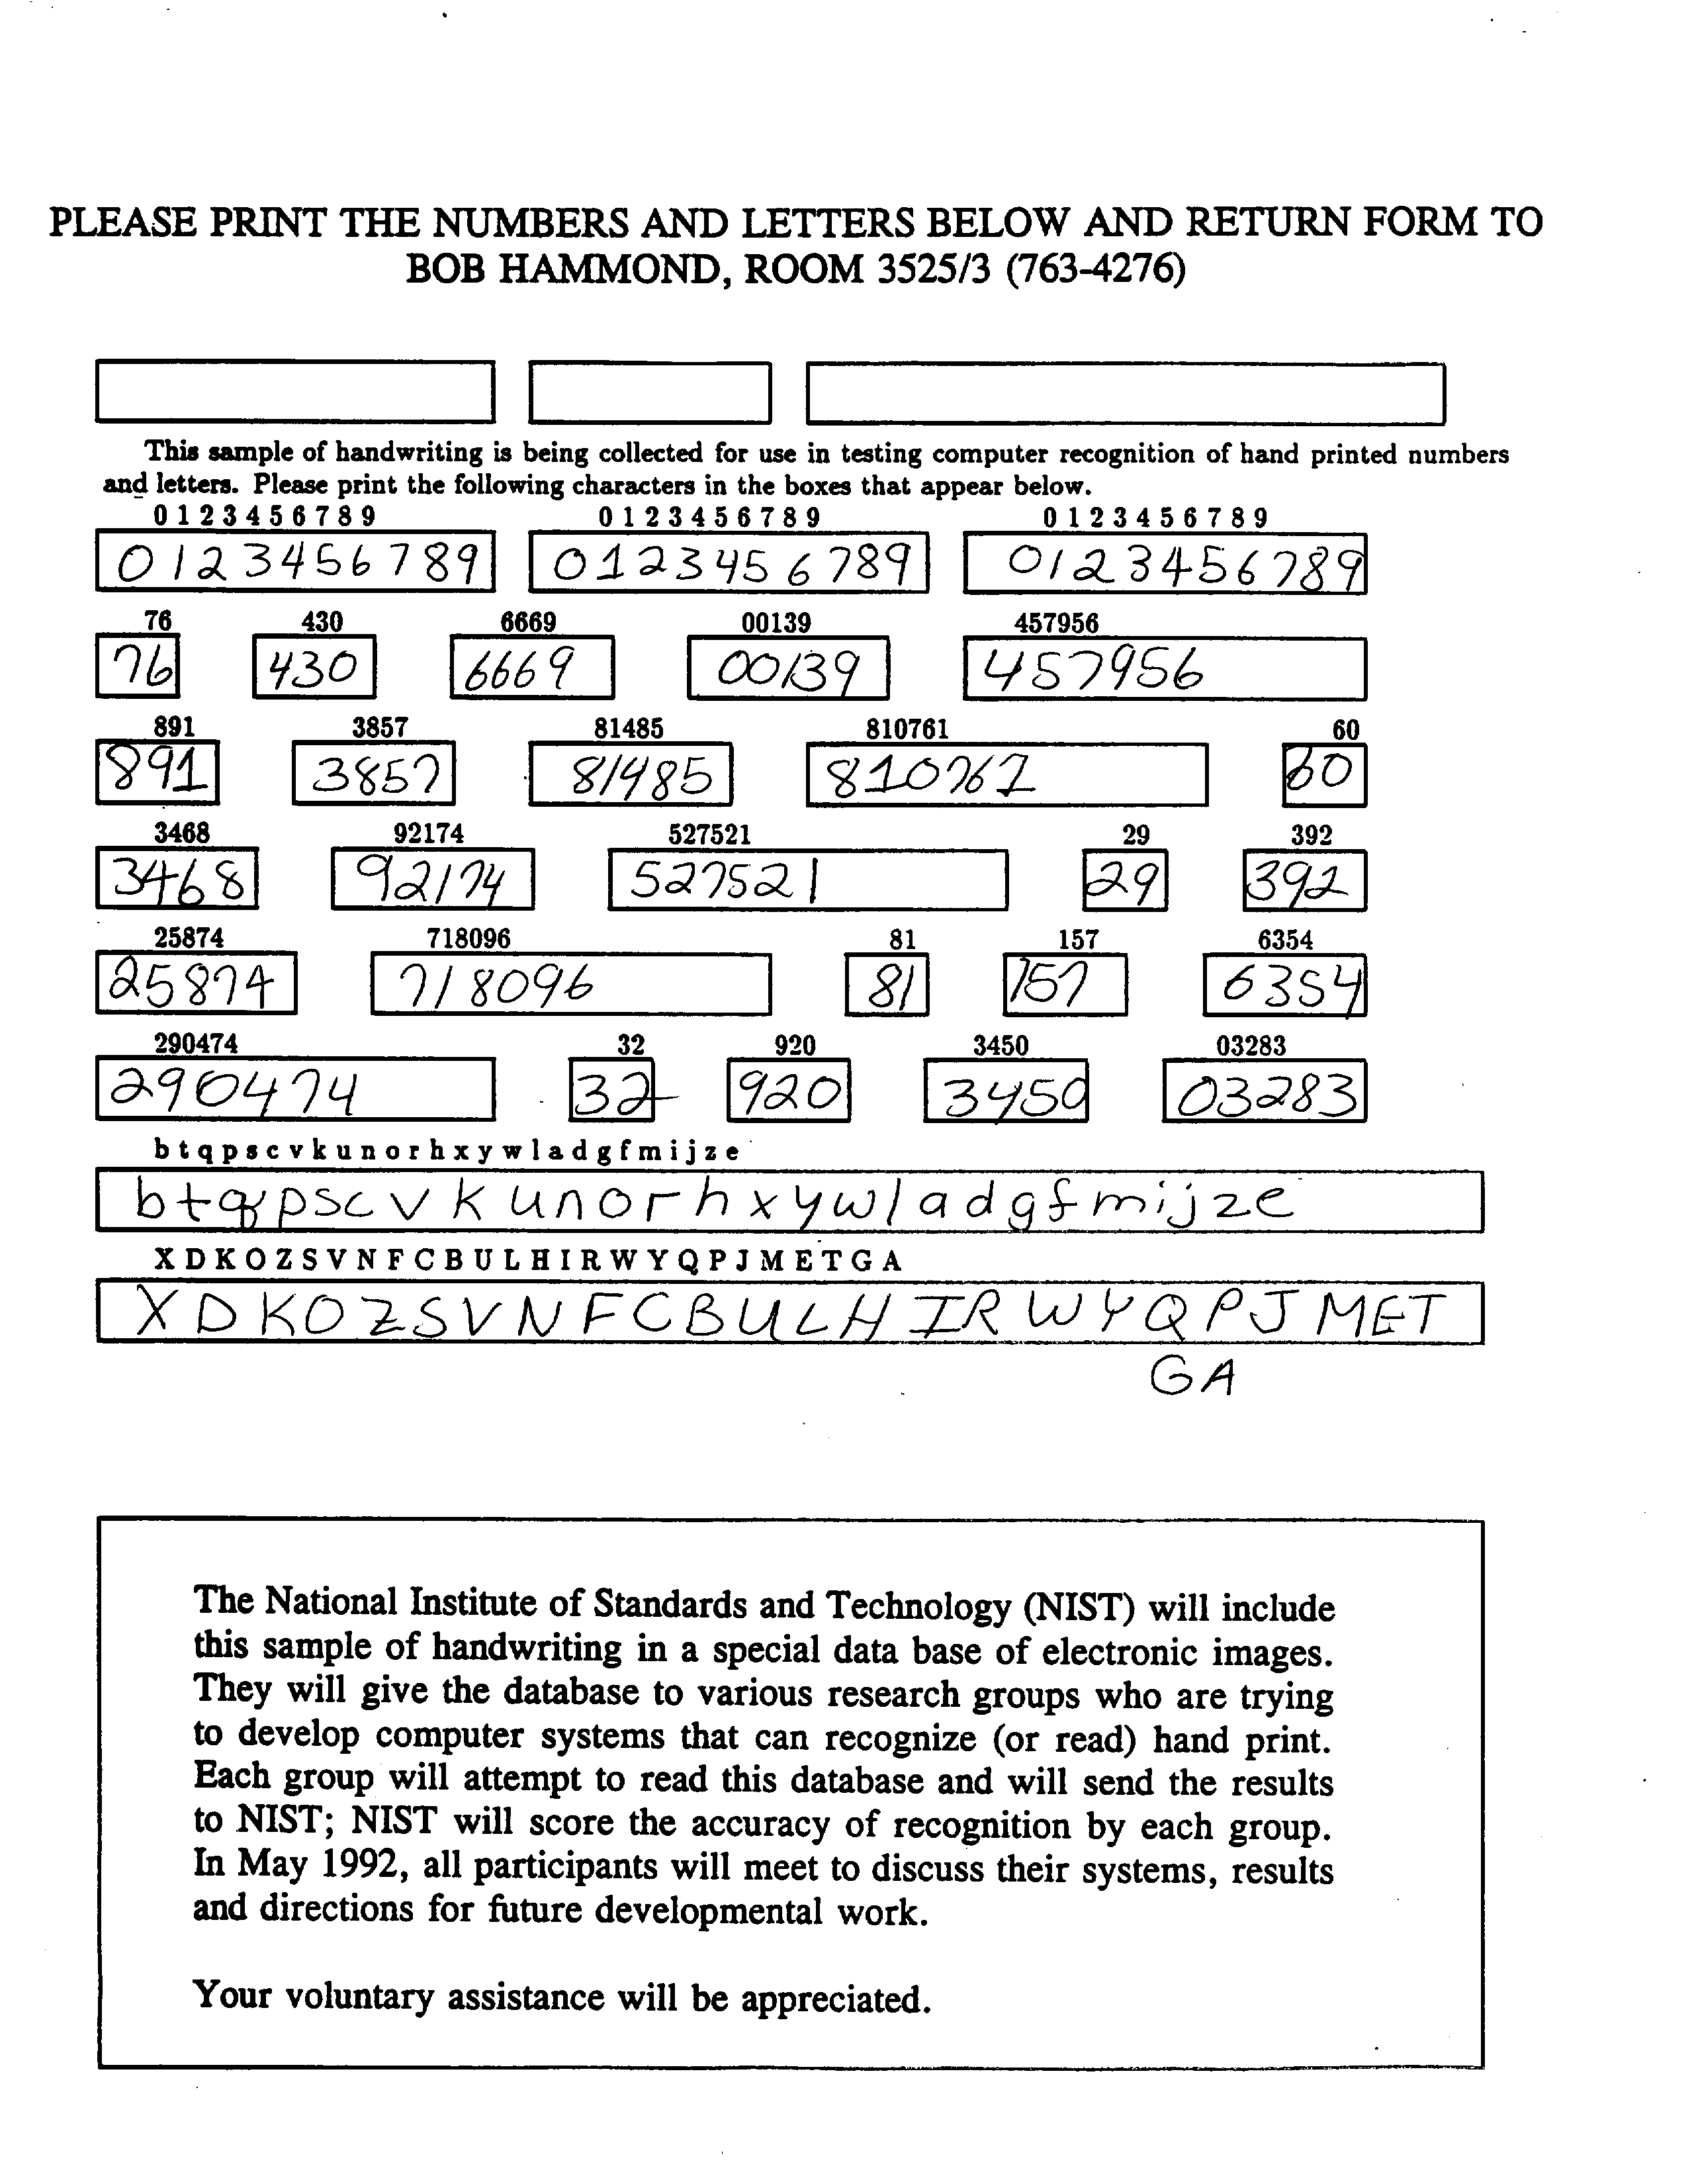 PLEASE PRINT THE NUMBERS AND LETTERS BELOW AND RETURN FORM TO
BOB HAMMOND, ROOM 3525/3 (763-4276)
This sample of handwriting is being collected for use in testing computer recognition of hand printed numbers
and letters. Please print the following characters in the boxes that appear below.
0 1 2 3 4 5 6 7 8 9 0 1 2 3 4 5 6 7 8 9 0 1 2 3 4 5 6 7 8 9
0123456789 0123456789 0123456789
76 430 6669 00139 457956
76 430 6669 00139 457956
891 3857 81485 810761 60
891 3857 81485 810761 60
3468 92174 527521 29 392
3468 92174 527521 29 392
25874 718096 81 157 6354
25874 718096 81 157 6354
290474 32 920 3450 03283
290474 32 920 3450 03283
b t q p s c v k u n o r h x y w l a d g f m i j z e
b t q p s c v k u n o r h x y w l a d g f m i j z e
X D K O Z S V N F C B U L H I R W Y Q P J M E T G A
X D K O Z S V N F C B U L H I R W Y Q P J M E T
G A
The National Institute of Standards and Technology (NIST) will include
this sample of handwriting in a special data base of electronic images.
They will give the database to various research groups who are trying
to develop computer systems that can recognize (or read) hand print.
Each group will attempt to read this database and will send the results
to NIST; NIST will score the accuracy of recognition by each group.
In May 1992, all participants will meet to discuss their systems, results
and directions for future developmental work.
Your voluntary assistance will be appreciated.